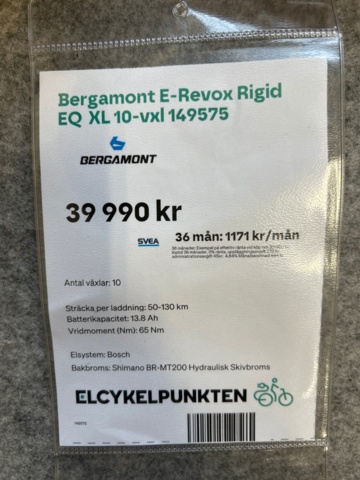 Bergamont E-Revox Rigid
EQ XL 10-vxl 149575
BERGAMONT
39 990 kr
SVEA 36 mån: 1171 kr/mån
36 månader.
Antal växlar: 10
Sträcka per laddning: 50-130 km
Batterikapacitet: 13.8 Ah
Vridmoment (Nm): 65 Nm
Elsystem: Bosch
Bakbroms: Shimano BR-MT200 Hydraulisk Skivbroms
ELCYKELPUNKTEN